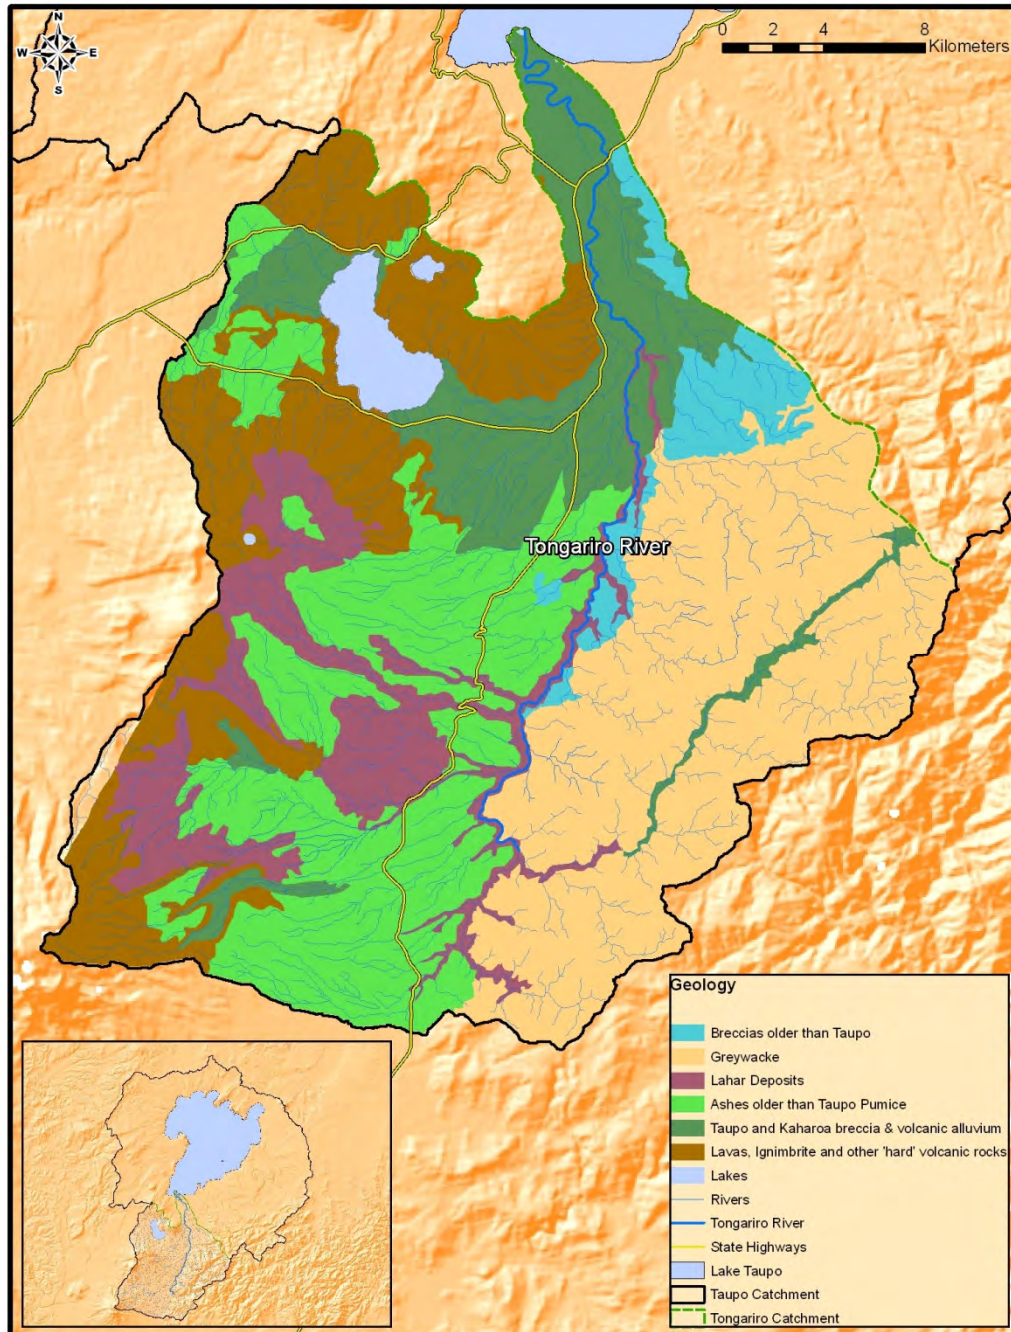 N
W E
S
0 2 4 8
Kilometers
Tongariro River
Geology
Breccias older than Taupo
Greywacke
Lahar Deposits
Ashes older than Taupo Pumice
Taupo and Kaharoa breccia & volcanic alluvium
Lavas, Ignimbrite and other 'hard' volcanic rocks
Lakes
Rivers
Tongariro River
State Highways
Lake Taupo
Taupo Catchment
Tongariro Catchment